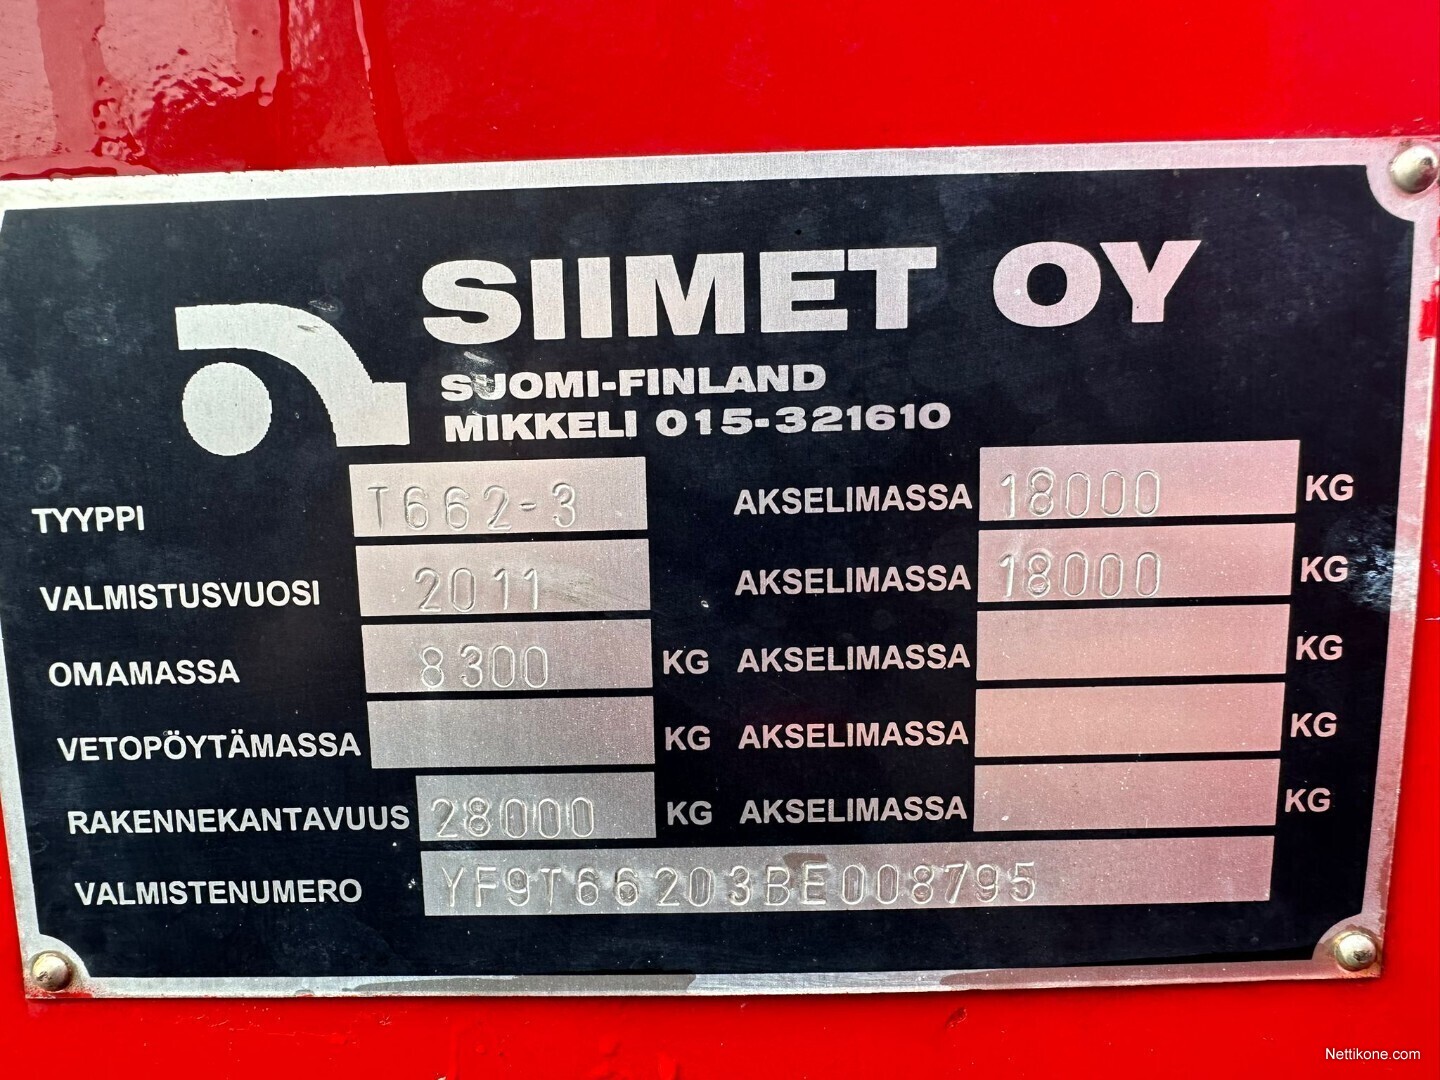 SIIMET OY
SUOMI-FINLAND
MIKKELI 015-321610
TYYPPI T662-3
VALMISTUSVUOSI 2011
OMAMASSA 8300 KG
VETOPÖYTÄMASSA KG
RAKENNEKANTAVUUS 28000 KG
AKSELIMASSA 18000 KG
AKSELIMASSA 18000 KG
AKSELIMASSA KG
AKSELIMASSA KG
AKSELIMASSA KG
VALMISTENUMERO YF9T66203BE008795
Nettikone.com